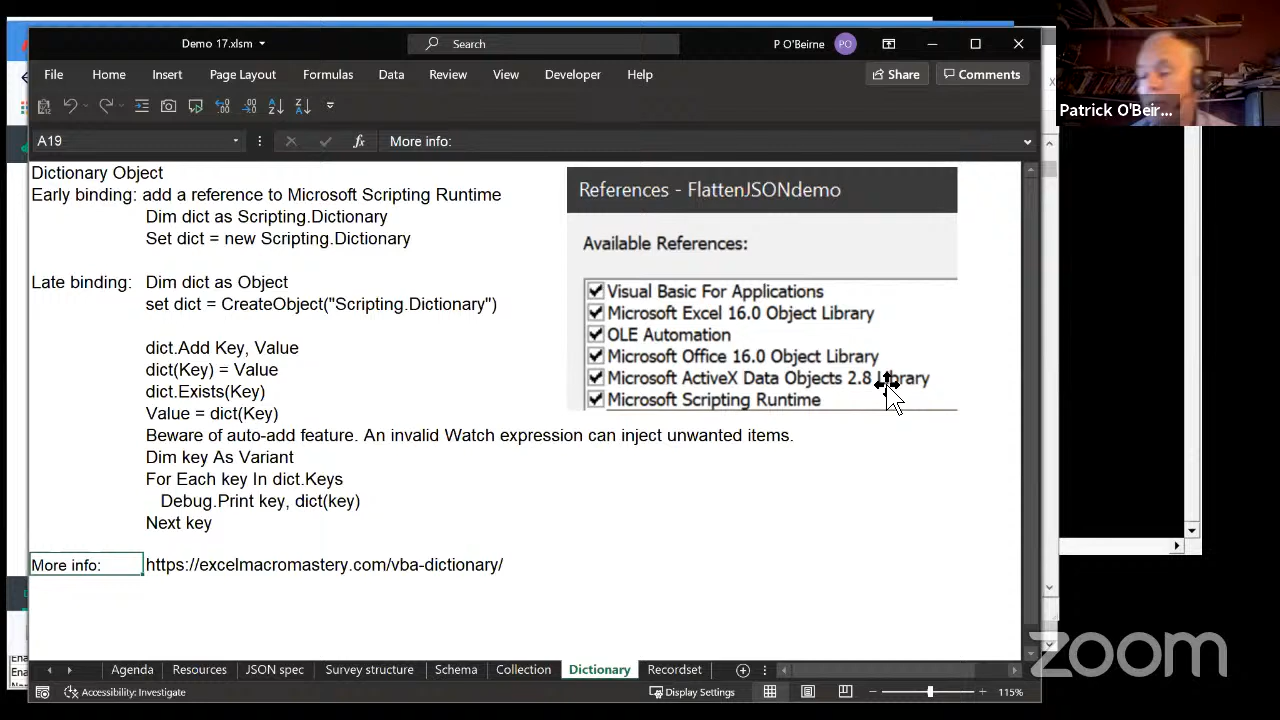 Demo 17.xlsm
Search
P O'Beirne
PO
File
Home
Insert
Page Layout
Formulas
Data
Review
View
Developer
Help
Share
Comments
Patrick O'Beir...
A19
fx
More info:
Dictionary Object
Early binding: add a reference to Microsoft Scripting Runtime
Dim dict as Scripting.Dictionary
Set dict = new Scripting.Dictionary
Late binding: Dim dict as Object
set dict = CreateObject("Scripting.Dictionary")
dict.Add Key, Value
dict(Key) = Value
dict.Exists(Key)
Value = dict(Key)
Beware of auto-add feature. An invalid Watch expression can inject unwanted items.
Dim key As Variant
For Each key In dict.Keys
Debug.Print key, dict(key)
Next key
More info: https://excelmacromastery.com/vba-dictionary/
References - FlattenJSONdemo
Available References:
Visual Basic For Applications
Microsoft Excel 16.0 Object Library
OLE Automation
Microsoft Office 16.0 Object Library
Microsoft ActiveX Data Objects 2.8 Library
Microsoft Scripting Runtime
Agenda
Resources
JSON spec
Survey structure
Schema
Collection
Dictionary
Recordset
Accessibility: Investigate
Display Settings
115%
zoom